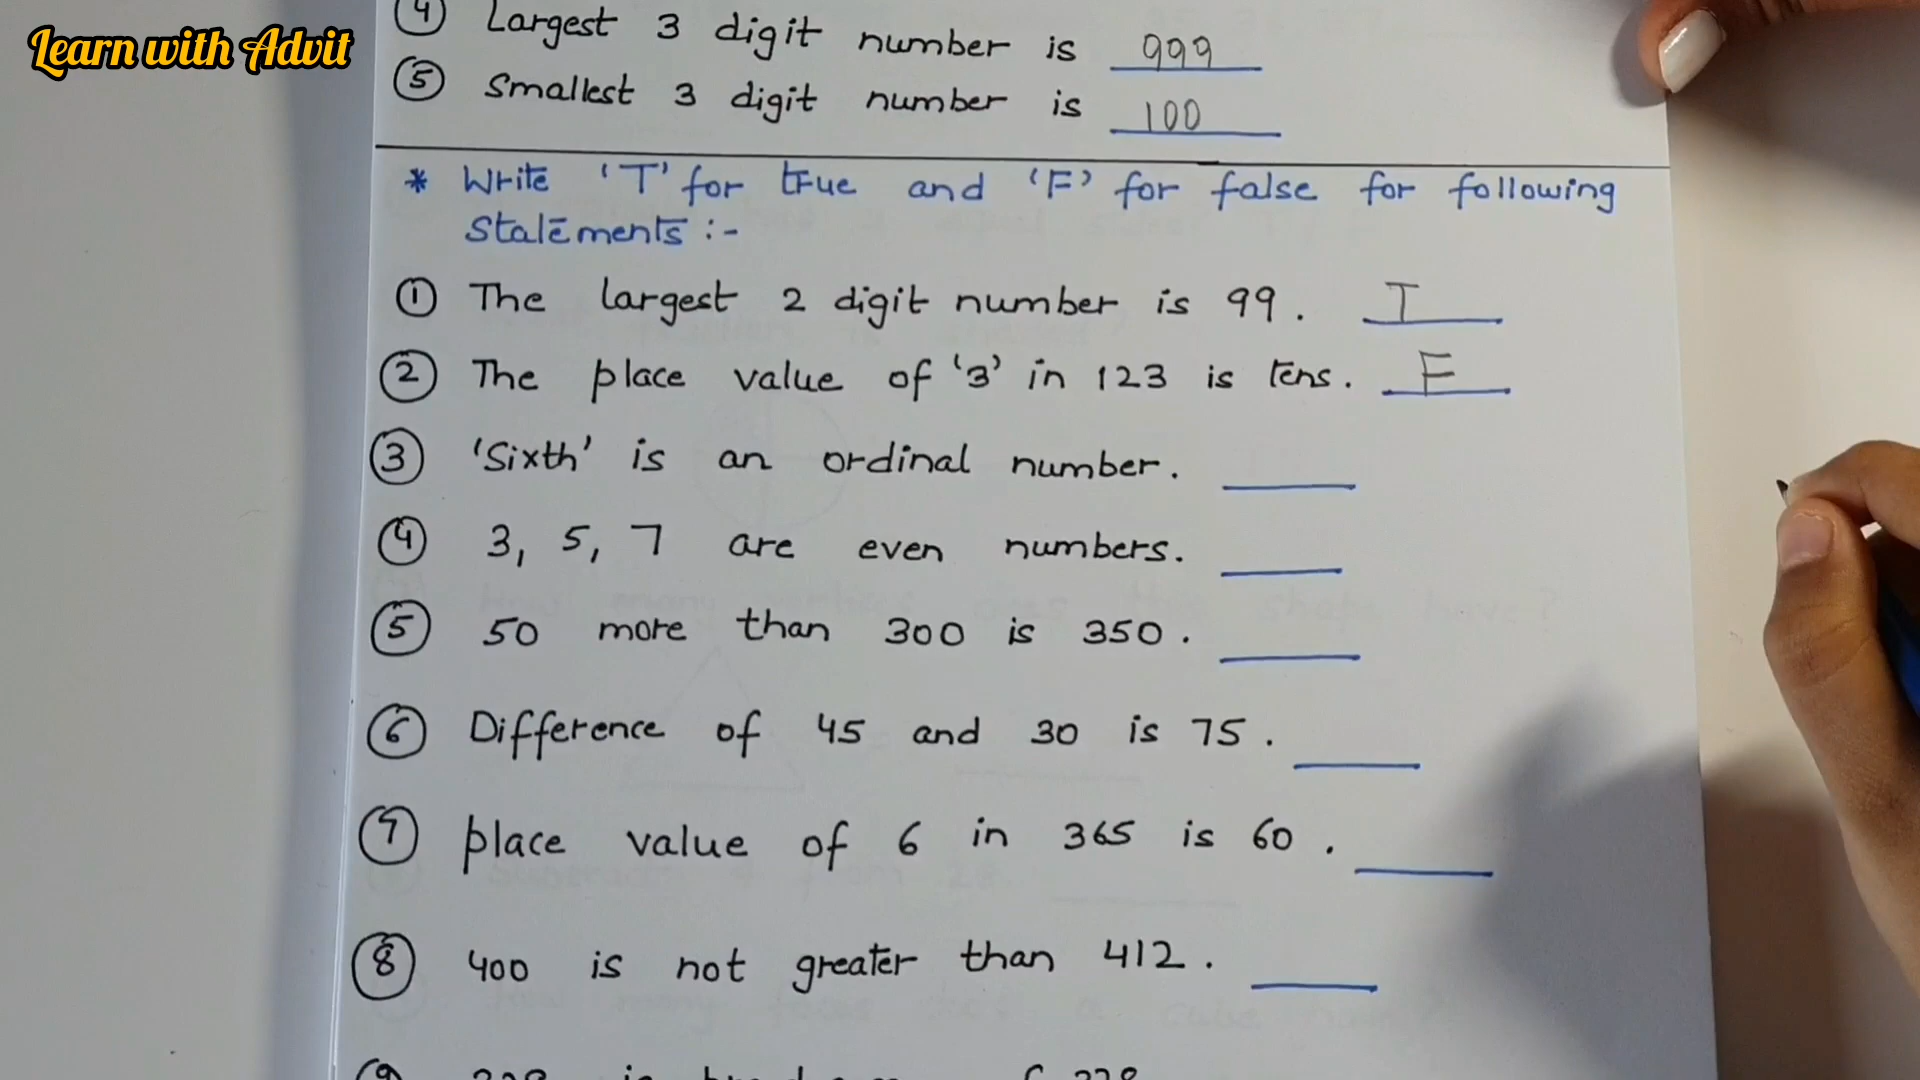 Learn with Advit
4 Largest 3 digit number is 999
5 Smallest 3 digit number is 100
* Write 'T' for true and 'F' for false for following
Statements :-
1 The largest 2 digit number is 99. T
2 The place value of '3' in 123 is tens. F
3 'Sixth' is an ordinal number.
4 3, 5, 7 are even numbers.
5 50 more than 300 is 350.
6 Difference of 45 and 30 is 75.
7 place value of 6 in 365 is 60.
8 400 is not greater than 412.
9